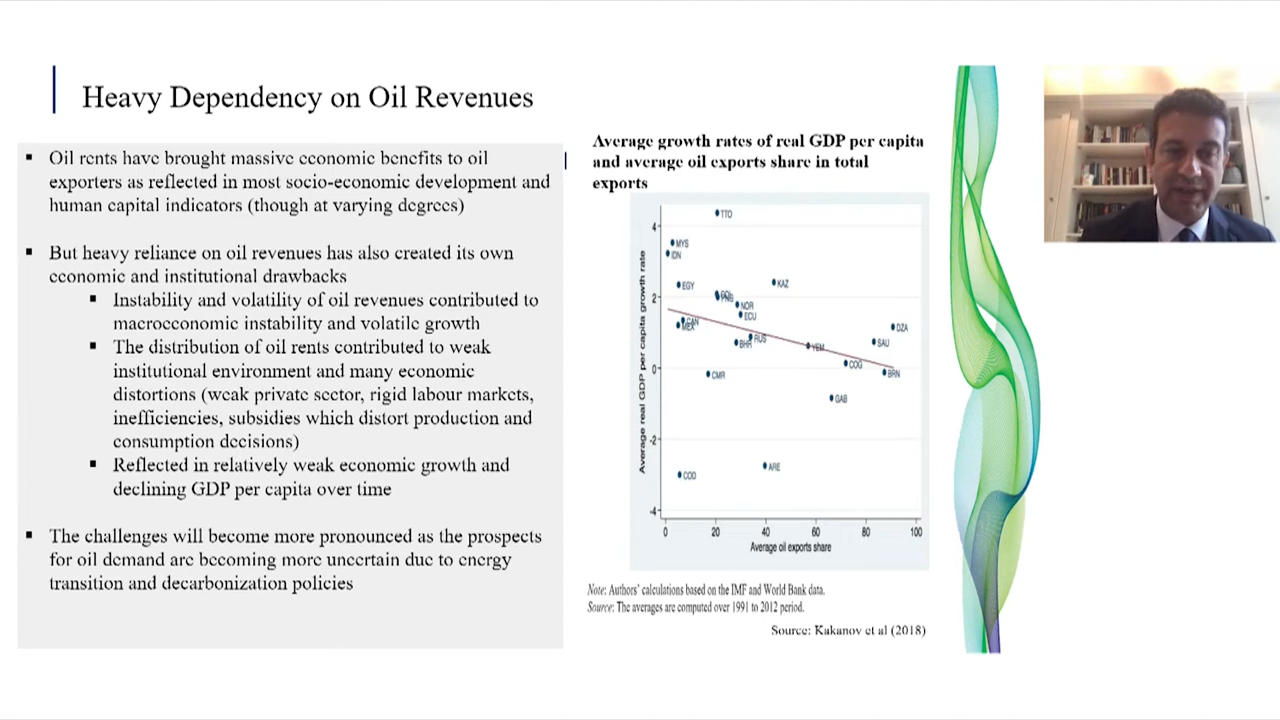 Heavy Dependency on Oil Revenues
Oil rents have brought massive economic benefits to oil
exporters as reflected in most socio-economic development and
human capital indicators (though at varying degrees)
But heavy reliance on oil revenues has also created its own
economic and institutional drawbacks
Instability and volatility of oil revenues contributed to
macroeconomic instability and volatile growth
The distribution of oil rents contributed to weak
institutional environment and many economic
distortions (weak private sector, rigid labour markets,
inefficiencies, subsidies which distort production and
consumption decisions)
Reflected in relatively weak economic growth and
declining GDP per capita over time
The challenges will become more pronounced as the prospects
for oil demand are becoming more uncertain due to energy
transition and decarbonization policies
Average growth rates of real GDP per capita
and average oil exports share in total
exports
Average real GDP per capita growth rate
4
2
0
-2
-4
TTO
MYS
IDN
EGY
KAZ
NOR
ECU
CAN
RUS
BHR
YEM
DZA
SAU
COG
BRN
CMR
GAB
ARE
COD
0 20 40 60 80 100
Average oil exports share
Note: Authors' calculations based on the IMF and World Bank data.
Source: The averages are computed over 1991 to 2012 period.
Source: Kakanov et al (2018)